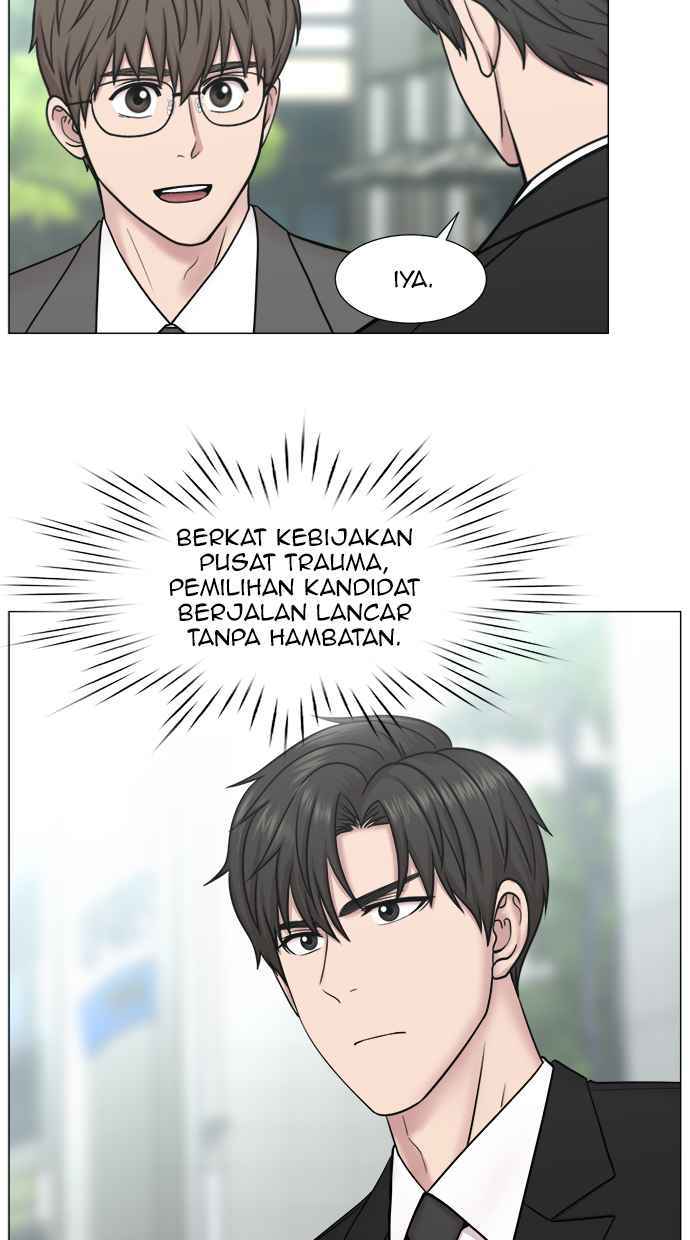 IYA.
BERKAT KEBIJAKAN
PUSAT TRAUMA,
PEMILIHAN KANDIDAT
BERJALAN LANCAR
TANPA HAMBATAN.